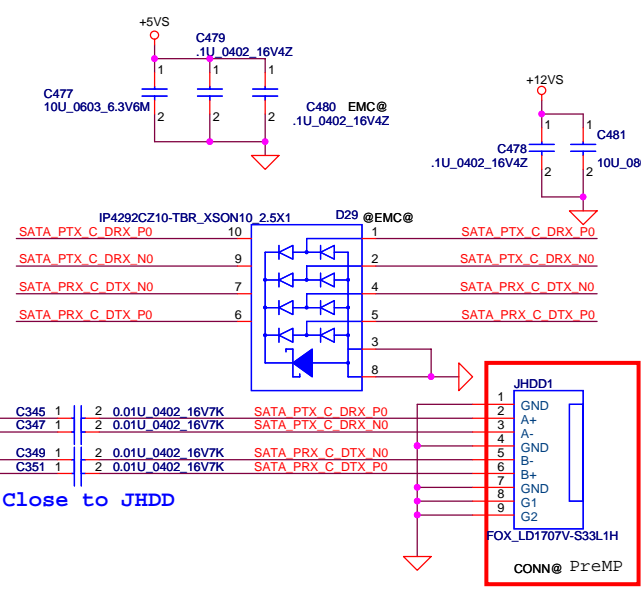 +5VS
C479
.1U_0402_16V4Z
1
1
1
C477
10U_0603_6.3V6M
2
2
2
C480 EMC@
.1U_0402_16V4Z
+12VS
1
1
C481
C478
.1U_0402_16V4Z
10U_08
2
2
IP4292CZ10-TBR_XSON10_2.5X1
D29 @EMC@
SATA_PTX_C_DRX_P0 10 1 SATA_PTX_C_DRX_P0
SATA_PTX_C_DRX_N0 9 2 SATA_PTX_C_DRX_N0
SATA_PRX_C_DTX_N0 7 4 SATA_PRX_C_DTX_N0
SATA_PRX_C_DTX_P0 6 5 SATA_PRX_C_DTX_P0
3
8
C345 1 2 0.01U_0402_16V7K SATA_PTX_C_DRX_P0
C347 1 2 0.01U_0402_16V7K SATA_PTX_C_DRX_N0
C349 1 2 0.01U_0402_16V7K SATA_PRX_C_DTX_N0
C351 1 2 0.01U_0402_16V7K SATA_PRX_C_DTX_P0
Close to JHDD
JHDD1
1 GND
2 A+
3 A-
4 GND
5 B-
6 B+
7 GND
8 G1
9 G2
FOX_LD1707V-S33L1H
CONN@ PreMP